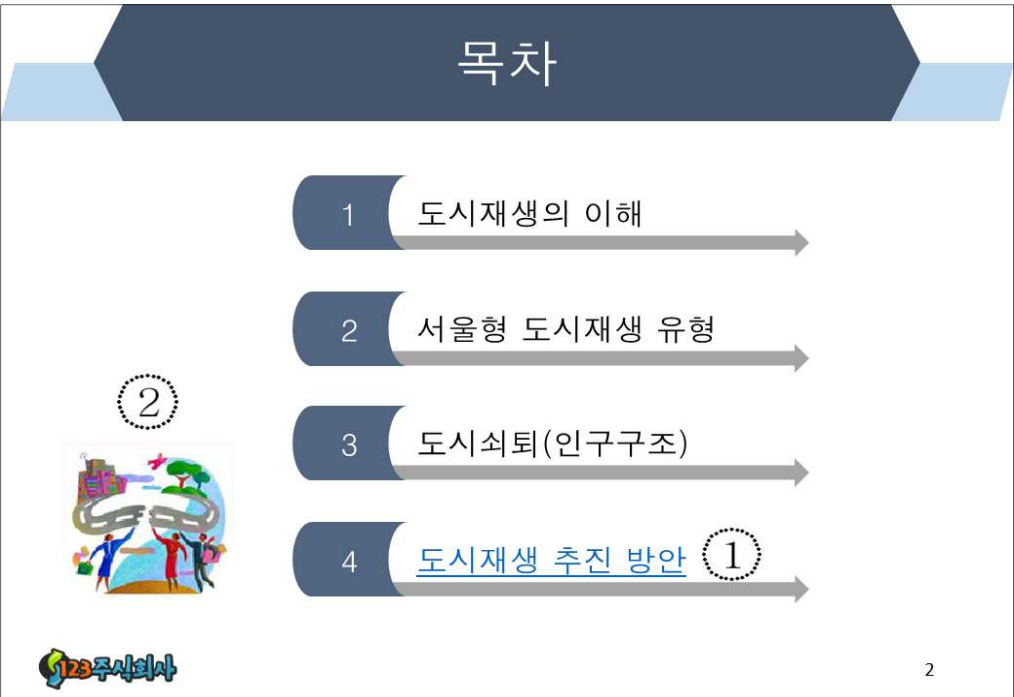 목차
1 도시재생의 이해
2 서울형 도시재생 유형
②
3 도시쇠퇴(인구구조)
4 도시재생 추진 방안 ①
123주식회사
2